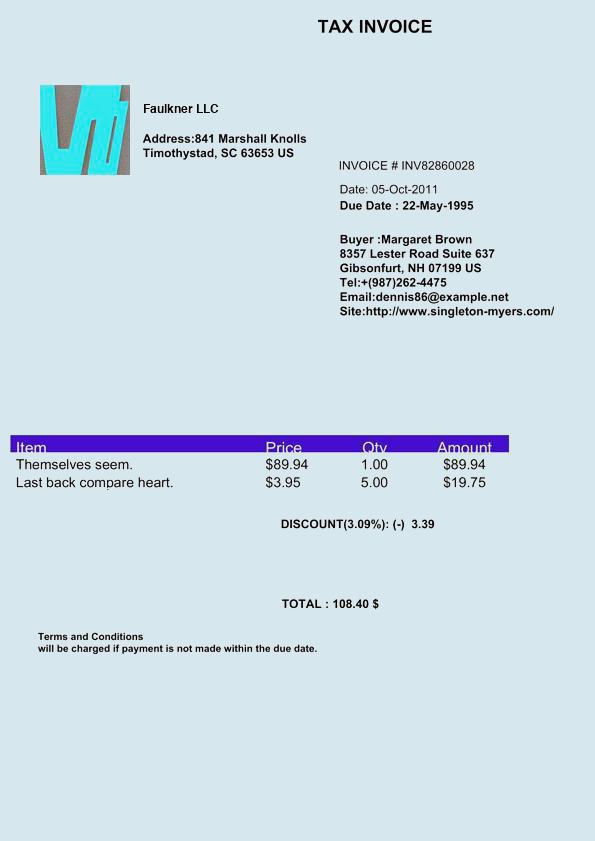 TAX INVOICE
Faulkner LLC
Address:841 Marshall Knolls
Timothystad, SC 63653 US
INVOICE # INV82860028
Date: 05-Oct-2011
Due Date : 22-May-1995
Buyer :Margaret Brown
8357 Lester Road Suite 637
Gibsonfurt, NH 07199 US
Tel:+(987)262-4475
Email:dennis86@example.net
Site:http://www.singleton-myers.com/
Item Price Qty Amount
Themselves seem. $89.94 1.00 $89.94
Last back compare heart. $3.95 5.00 $19.75
DISCOUNT(3.09%): (-) 3.39
TOTAL : 108.40 $
Terms and Conditions
will be charged if payment is not made within the due date.